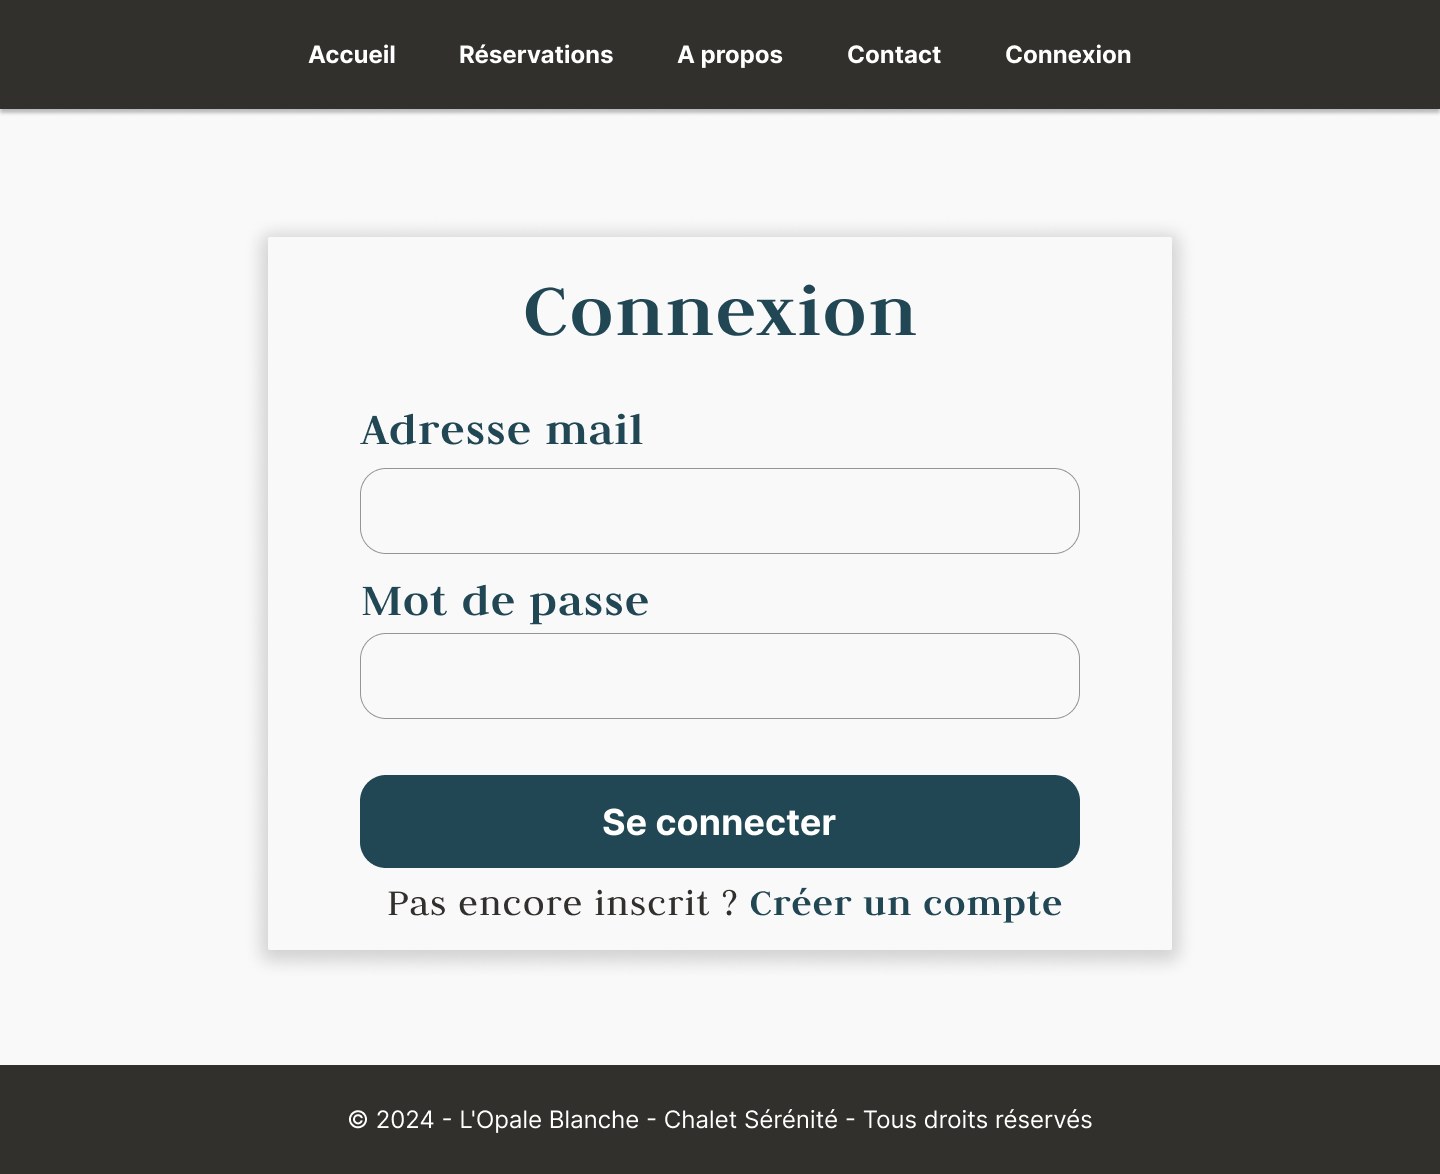 Accueil Réservations A propos Contact Connexion
Connexion
Adresse mail
Mot de passe
Se connecter
Pas encore inscrit ? Créer un compte
© 2024 - L'Opale Blanche - Chalet Sérénité - Tous droits réservés